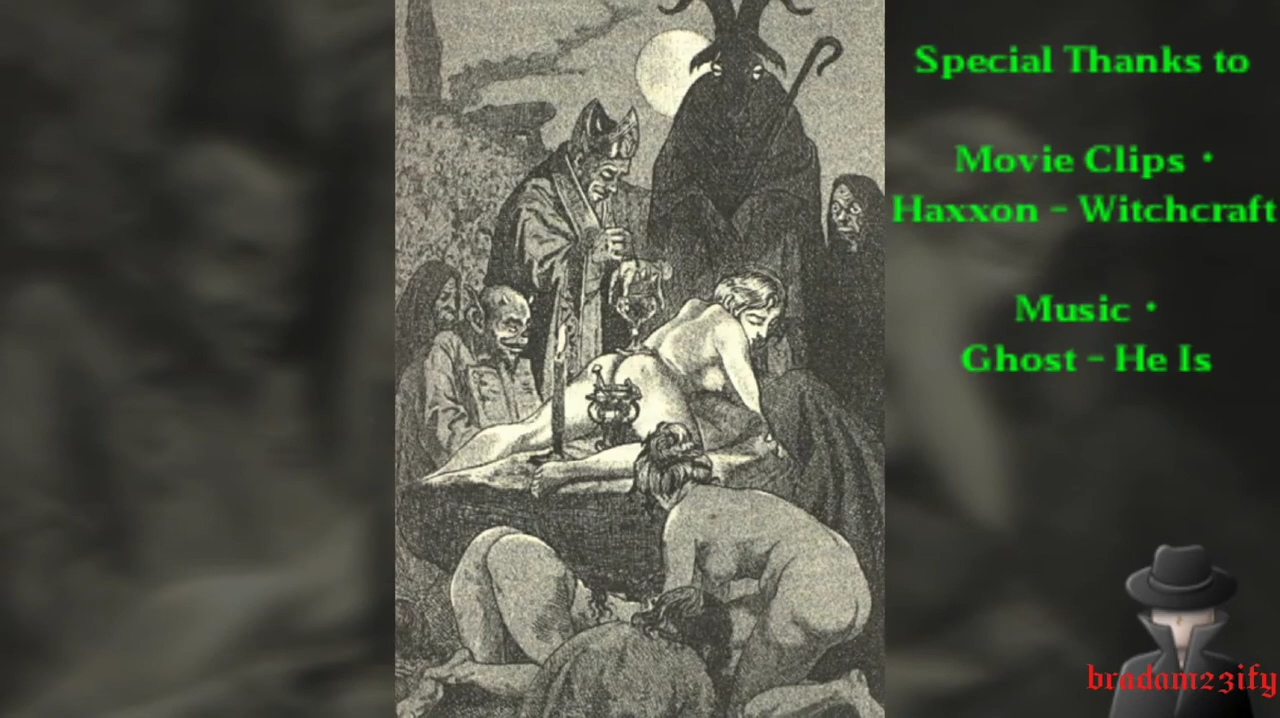 Special Thanks to
Movie Clips •
Haxxon - Witchcraft
Music •
Ghost - He Is
bradam23ify